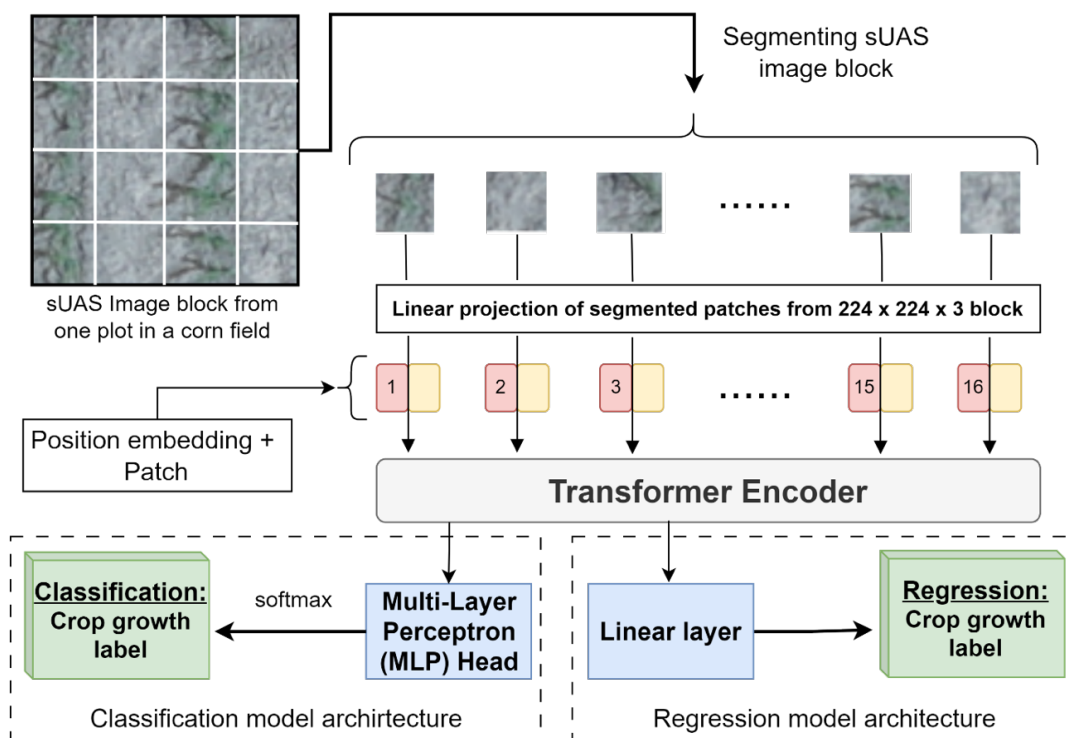 Segmenting sUAS
image block
......
sUAS Image block from
one plot in a corn field
Linear projection of segmented patches from 224 x 224 x 3 block
1
2
3
......
15
16
Position embedding +
Patch
Transformer Encoder
Classification:
Crop growth
label
softmax
Multi-Layer
Perceptron
(MLP) Head
Linear layer
Regression:
Crop growth
label
Classification model archirtecture
Regression model architecture